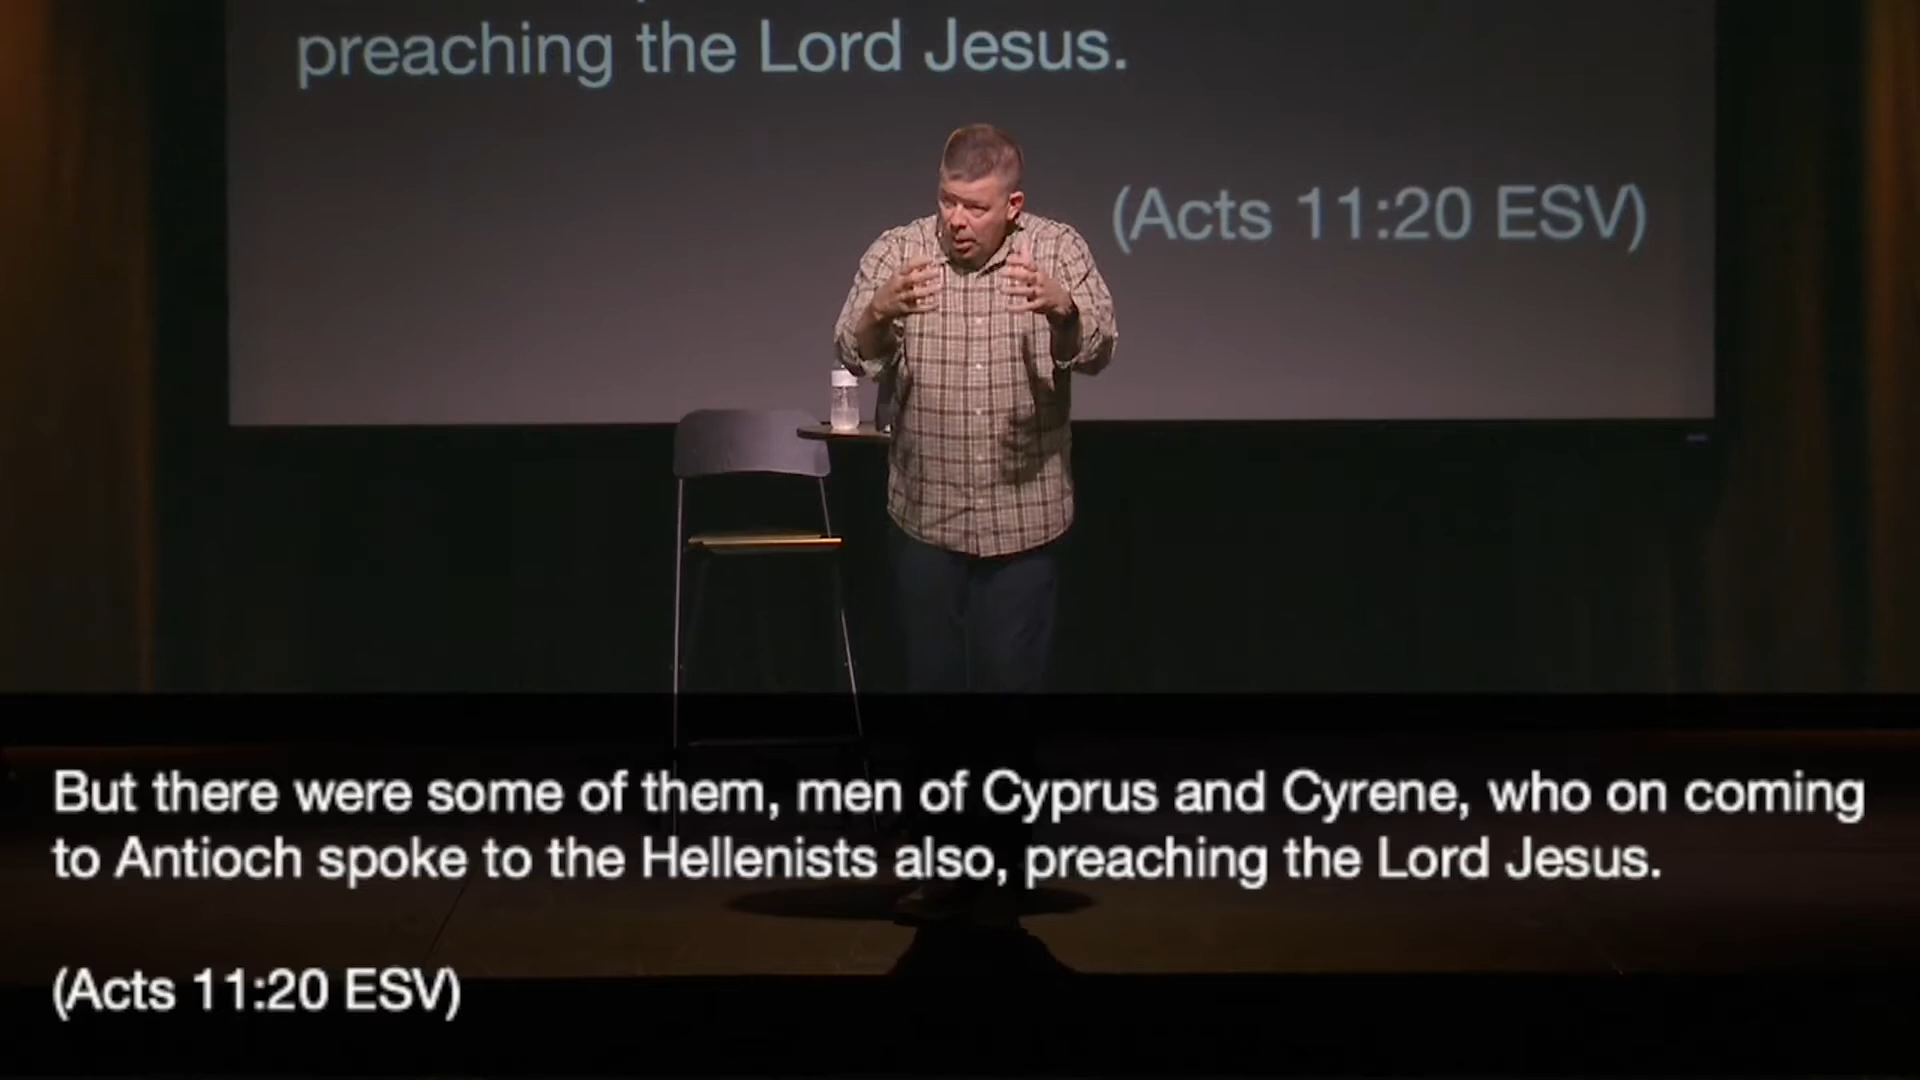 preaching the Lord Jesus.
(Acts 11:20 ESV)
But there were some of them, men of Cyprus and Cyrene, who on coming
to Antioch spoke to the Hellenists also, preaching the Lord Jesus.
(Acts 11:20 ESV)